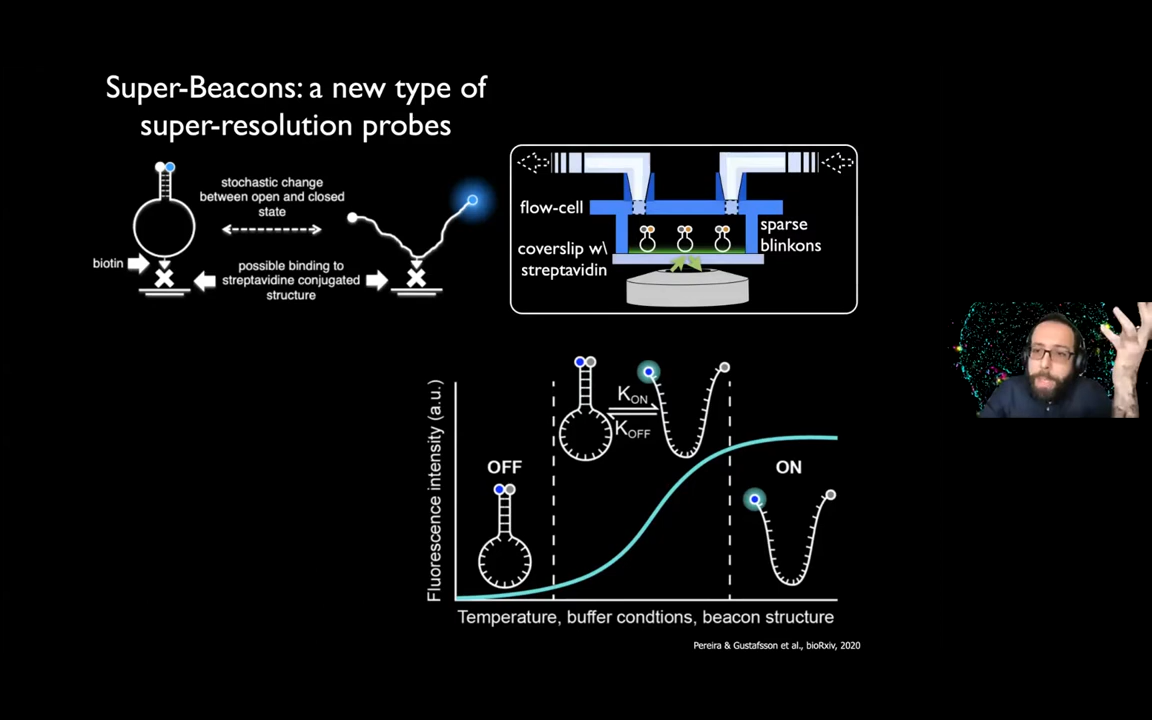 Super-Beacons: a new type of
super-resolution probes
stochastic change
between open and closed
state
biotin
possible binding to
streptavidine conjugated
structure
flow-cell
coverslip w\
streptavidin
sparse
blinkons
Fluorescence intensity (a.u.)
OFF
KON
KOFF
ON
Temperature, buffer condtions, beacon structure
Pereira & Gustafsson et al., bioRxiv, 2020